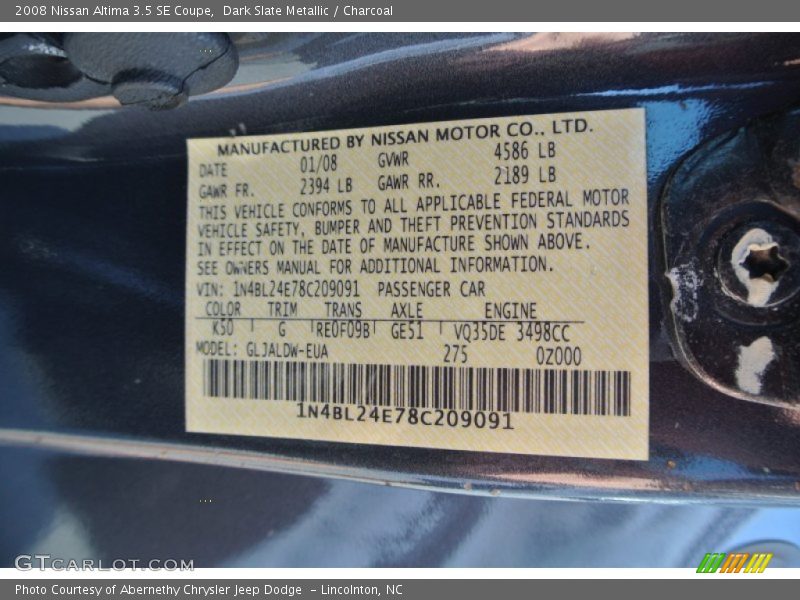 2008 Nissan Altima 3.5 SE Coupe, Dark Slate Metallic / Charcoal
MANUFACTURED BY NISSAN MOTOR CO., LTD.
DATE 01/08 GVWR 4586 LB
GAWR FR. 2394 LB GAWR RR. 2189 LB
THIS VEHICLE CONFORMS TO ALL APPLICABLE FEDERAL MOTOR
VEHICLE SAFETY, BUMPER AND THEFT PREVENTION STANDARDS
IN EFFECT ON THE DATE OF MANUFACTURE SHOWN ABOVE.
SEE OWNERS MANUAL FOR ADDITIONAL INFORMATION.
VIN: 1N4BL24E78C209091 PASSENGER CAR
COLOR TRIM TRANS AXLE ENGINE
K50 G RE0F09B GE51 VQ35DE 3498CC
MODEL: GLJALDW-EUA 275 0Z000
1N4BL24E78C209091
GTCARLOT.COM
Photo Courtesy of Abernethy Chrysler Jeep Dodge - Lincolnton, NC